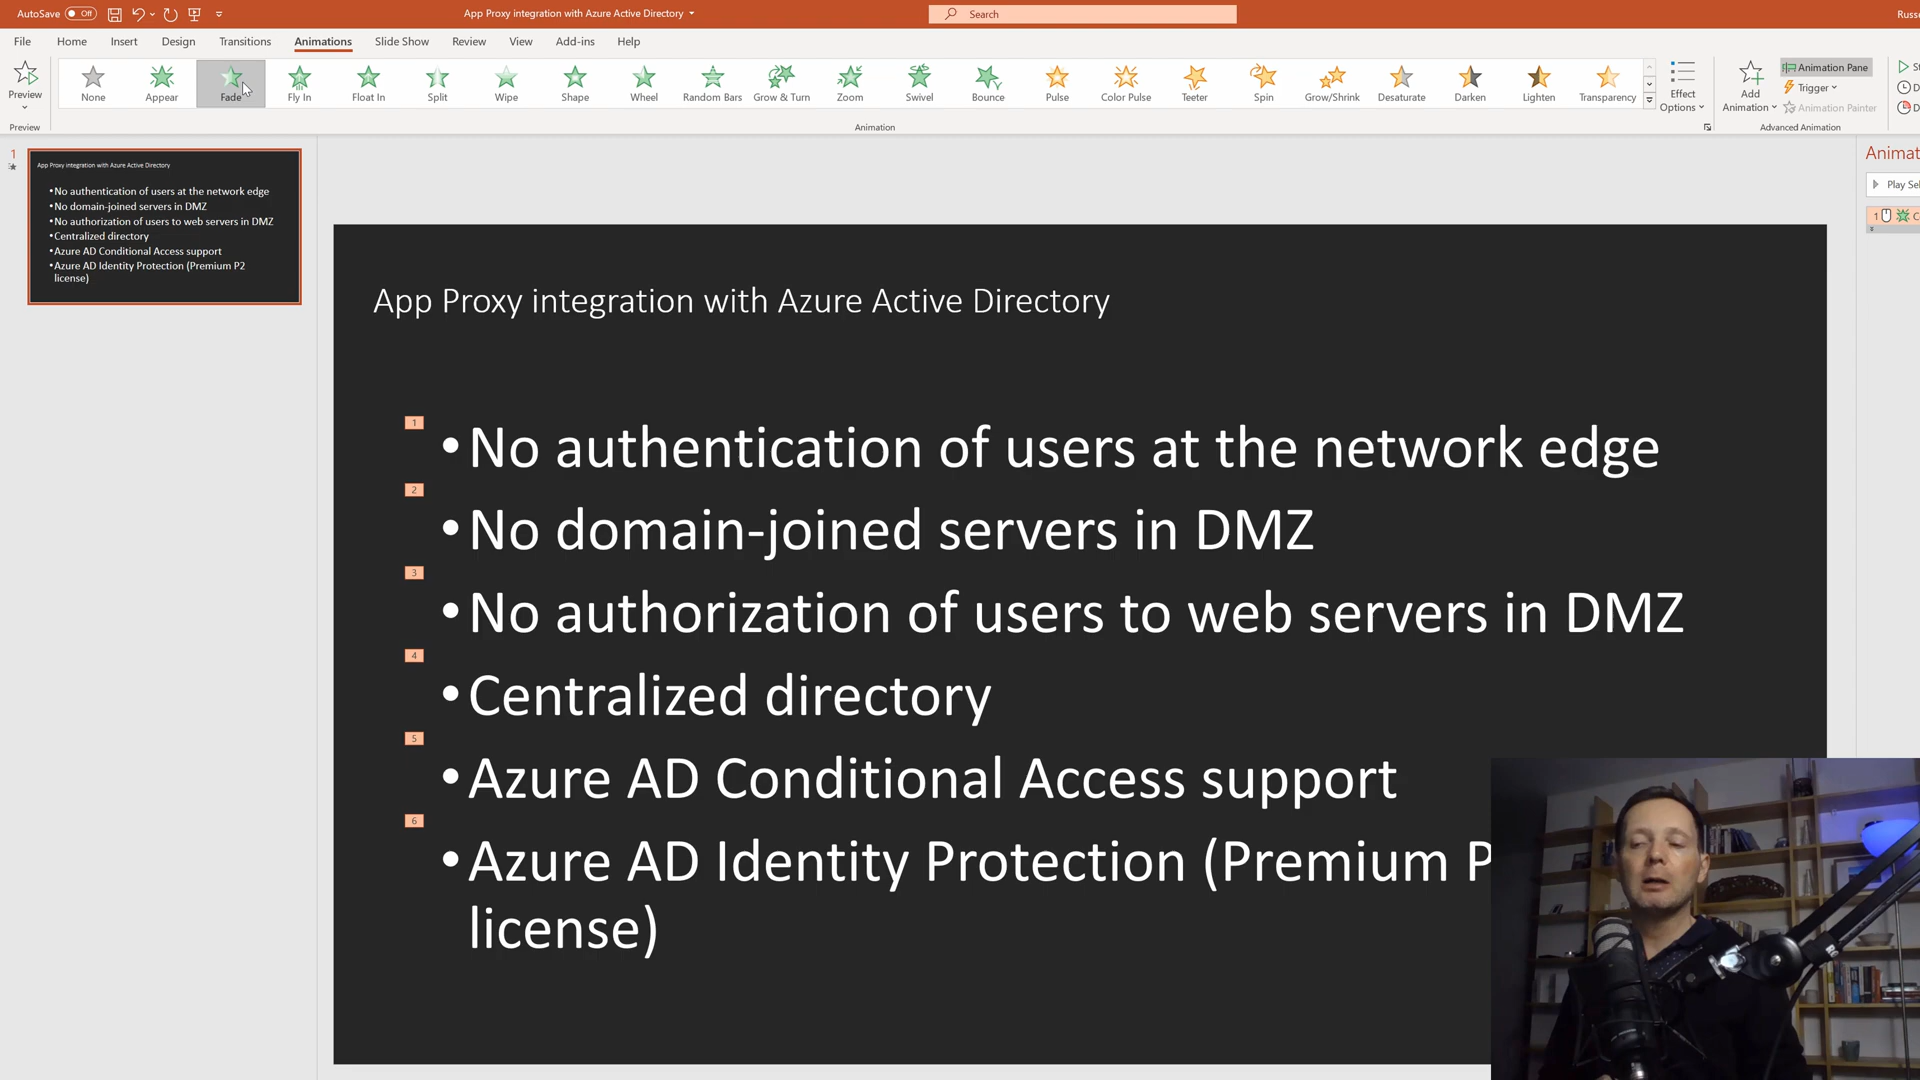 AutoSave Off
App Proxy integration with Azure Active Directory
Search
File Home Insert Design Transitions Animations Slide Show Review View Add-ins Help
Preview
None Appear Fade Fly In Float In Split Wipe Shape Wheel Random Bars Grow & Turn Zoom Swivel Bounce Pulse Color Pulse Teeter Spin Grow/Shrink Desaturate Darken Lighten Transparency
Effect Options
Add Animation
Animation Pane
Trigger
Animation Painter
Preview
Animation
Advanced Animation
1
App Proxy integration with Azure Active Directory
•No authentication of users at the network edge
•No domain-joined servers in DMZ
•No authorization of users to web servers in DMZ
•Centralized directory
•Azure AD Conditional Access support
•Azure AD Identity Protection (Premium P2
license)
App Proxy integration with Azure Active Directory
1
•No authentication of users at the network edge
2
•No domain-joined servers in DMZ
3
•No authorization of users to web servers in DMZ
4
•Centralized directory
5
•Azure AD Conditional Access support
6
•Azure AD Identity Protection (Premium P
license)
Play
1